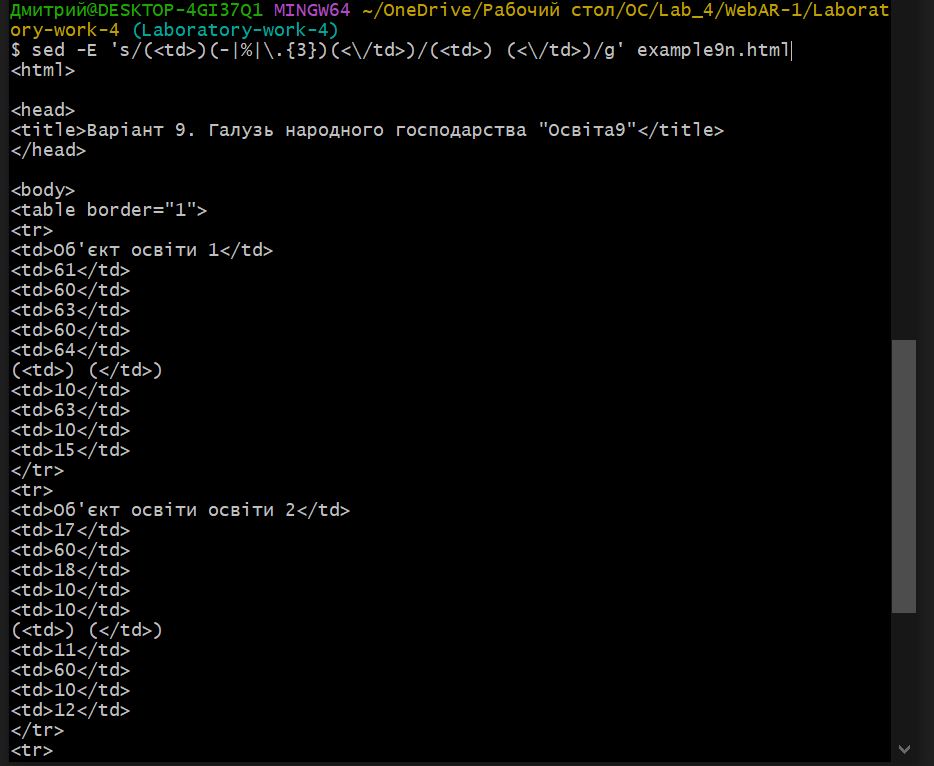 Дмитрий@DESKTOP-4GI37Q1 MINGW64 ~/OneDrive/Рабочий стол/ОС/Lab_4/WebAR-1/Laborat
ory-work-4 (Laboratory-work-4)
$ sed -E 's/(<td>)(-|%|\.{3})(<\/td>)/(<td>) (<\/td>)/g' example9n.html
<html>
<head>
<title>Варіант 9. Галузь народного господарства "Освіта9"</title>
</head>
<body>
<table border="1">
<tr>
<td>Об'єкт освіти 1</td>
<td>61</td>
<td>60</td>
<td>63</td>
<td>60</td>
<td>64</td>
(<td>) (</td>)
<td>10</td>
<td>63</td>
<td>10</td>
<td>15</td>
</tr>
<tr>
<td>Об'єкт освіти освіти 2</td>
<td>17</td>
<td>60</td>
<td>18</td>
<td>10</td>
<td>10</td>
(<td>) (</td>)
<td>11</td>
<td>60</td>
<td>10</td>
<td>12</td>
</tr>
<tr>